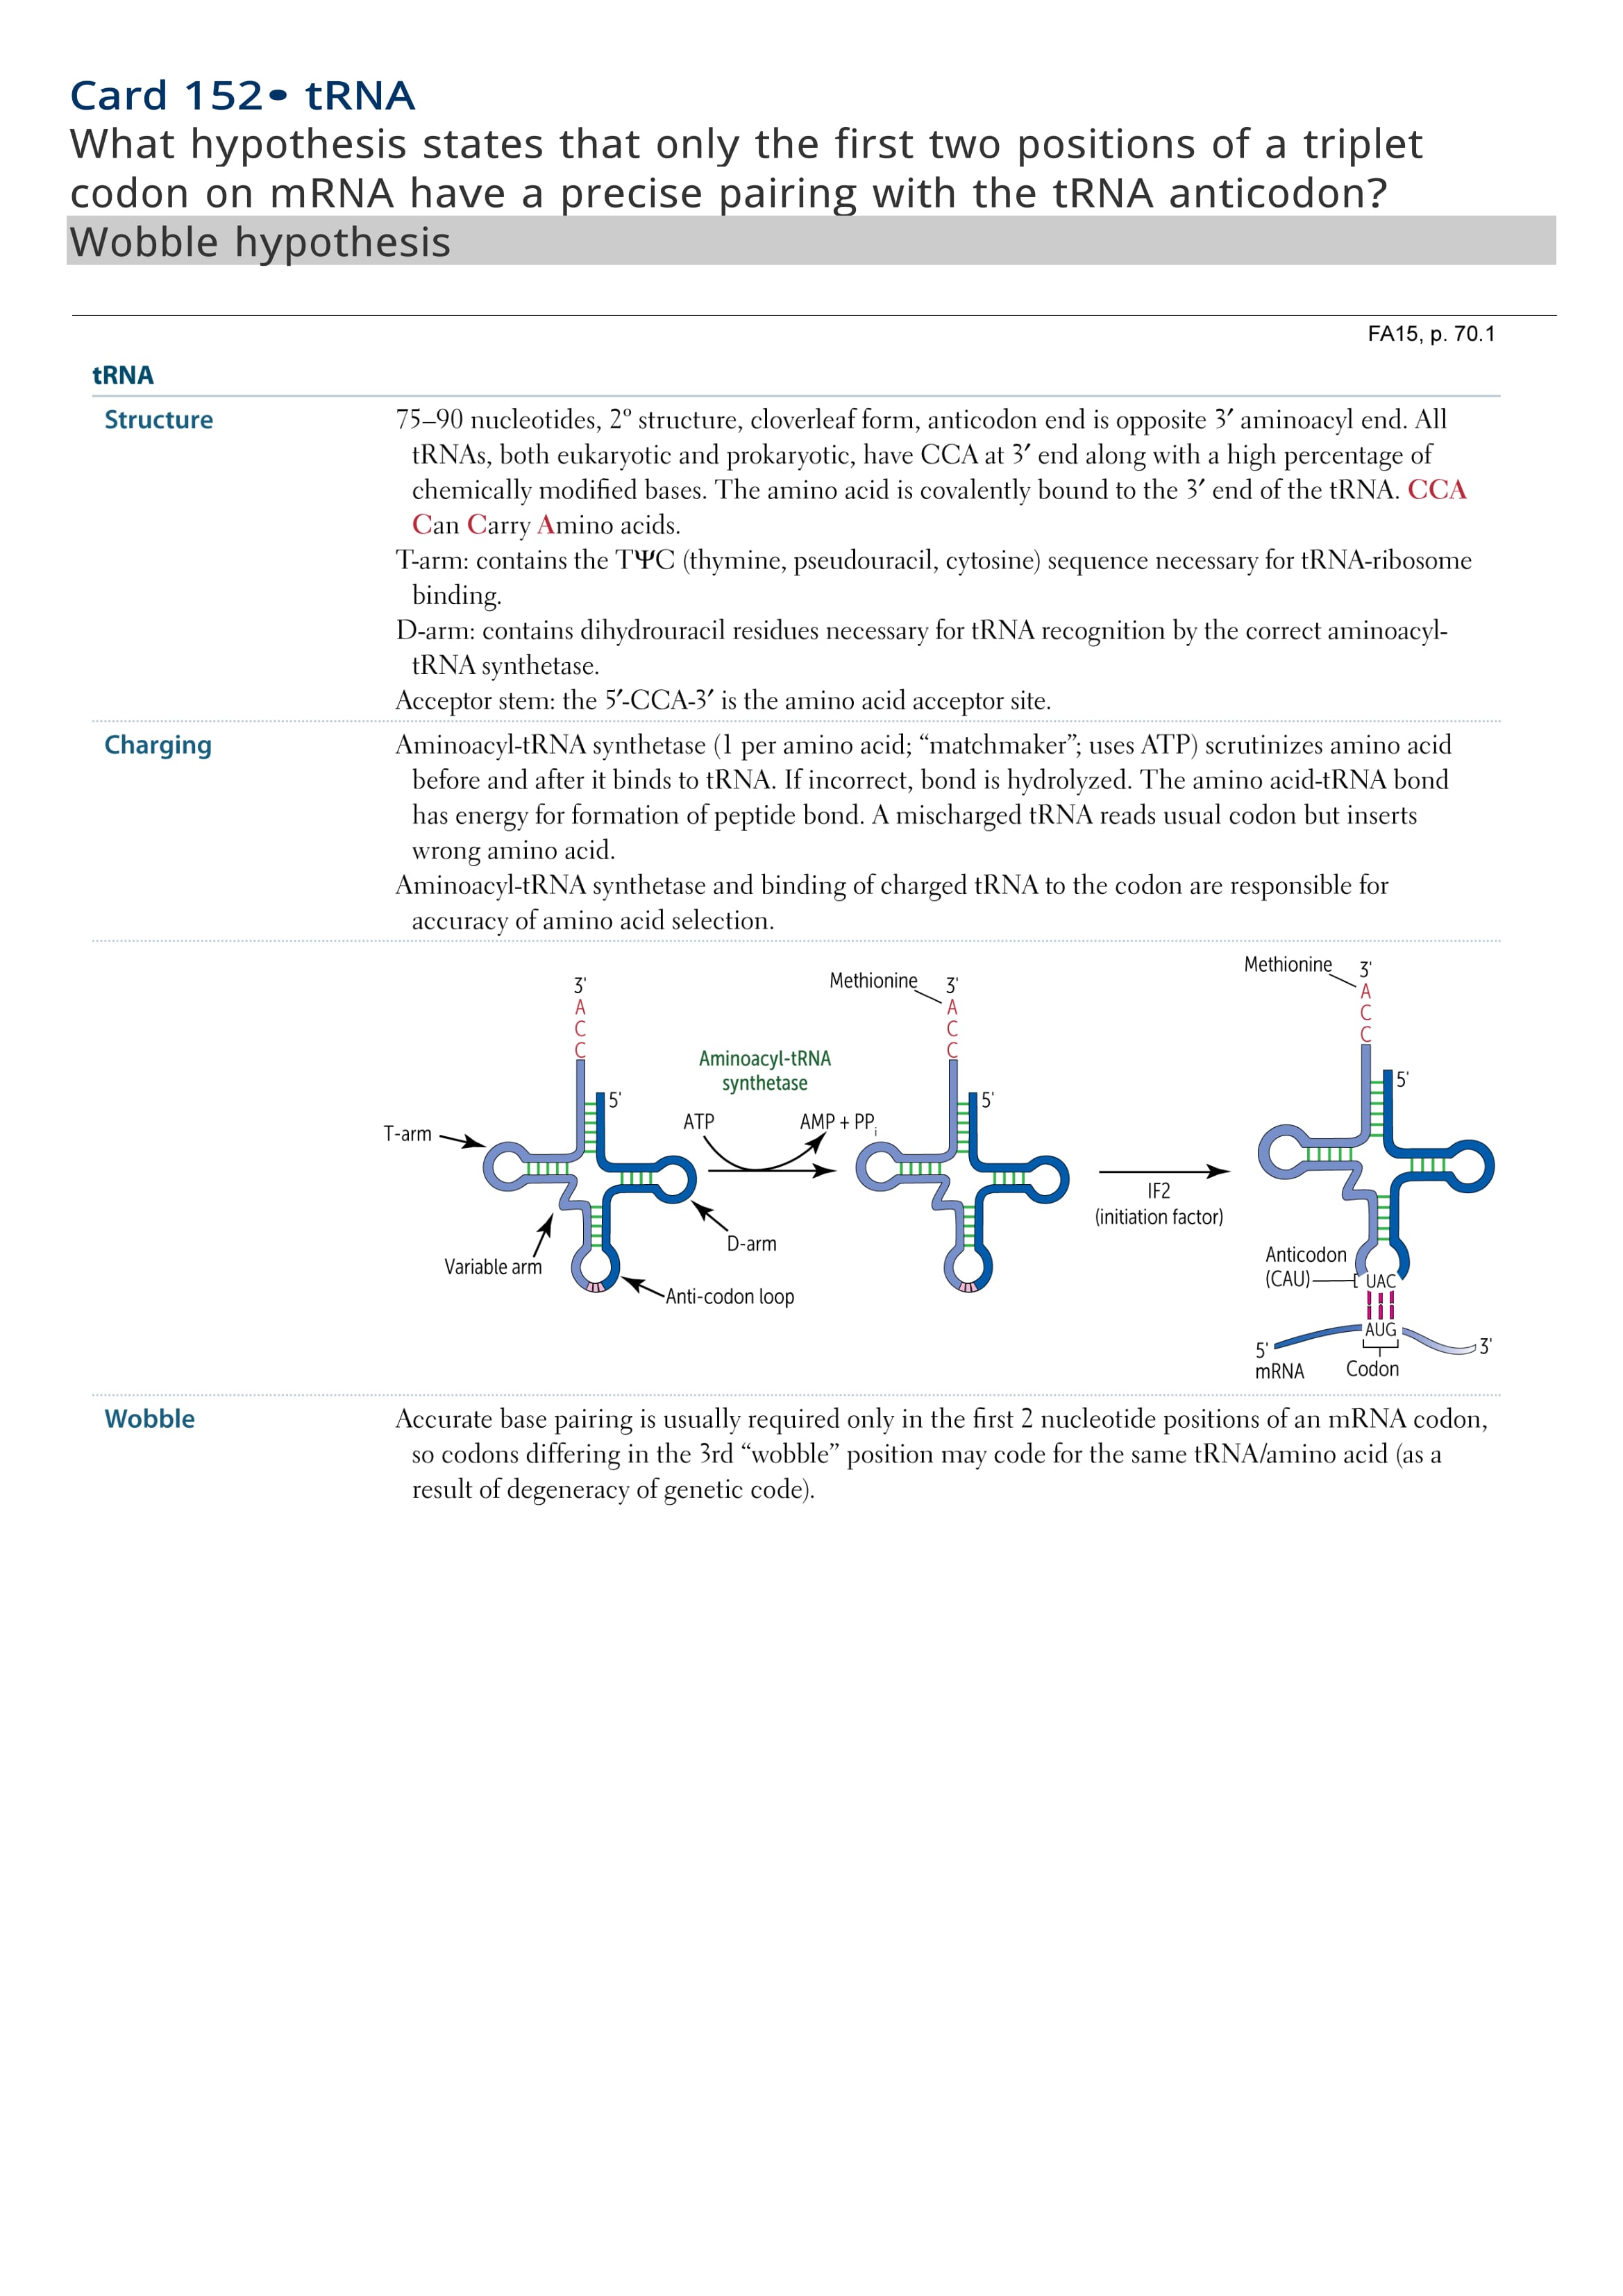 Card 152• tRNA
What hypothesis states that only the first two positions of a triplet
codon on mRNA have a precise pairing with the tRNA anticodon?
Wobble hypothesis
FA15, p. 70.1
tRNA
Structure
75–90 nucleotides, 2º structure, cloverleaf form, anticodon end is opposite 3′ aminoacyl end. All
tRNAs, both eukaryotic and prokaryotic, have CCA at 3′ end along with a high percentage of
chemically modified bases. The amino acid is covalently bound to the 3′ end of the tRNA. CCA
Can Carry Amino acids.
T-arm: contains the TΨC (thymine, pseudouracil, cytosine) sequence necessary for tRNA-ribosome
binding.
D-arm: contains dihydrouracil residues necessary for tRNA recognition by the correct aminoacyl-
tRNA synthetase.
Acceptor stem: the 5′-CCA-3′ is the amino acid acceptor site.
Charging
Aminoacyl-tRNA synthetase (1 per amino acid; “matchmaker”; uses ATP) scrutinizes amino acid
before and after it binds to tRNA. If incorrect, bond is hydrolyzed. The amino acid-tRNA bond
has energy for formation of peptide bond. A mischarged tRNA reads usual codon but inserts
wrong amino acid.
Aminoacyl-tRNA synthetase and binding of charged tRNA to the codon are responsible for
accuracy of amino acid selection.
3'
A
C
C
5'
T-arm
Variable arm
D-arm
Anti-codon loop
Aminoacyl-tRNA
synthetase
ATP
AMP + PPi
Methionine
3'
A
C
C
5'
IF2
(initiation factor)
Methionine
3'
A
C
C
5'
Anticodon
(CAU)
UAC
AUG
5'
3'
mRNA
Codon
Wobble
Accurate base pairing is usually required only in the first 2 nucleotide positions of an mRNA codon,
so codons differing in the 3rd “wobble” position may code for the same tRNA/amino acid (as a
result of degeneracy of genetic code).